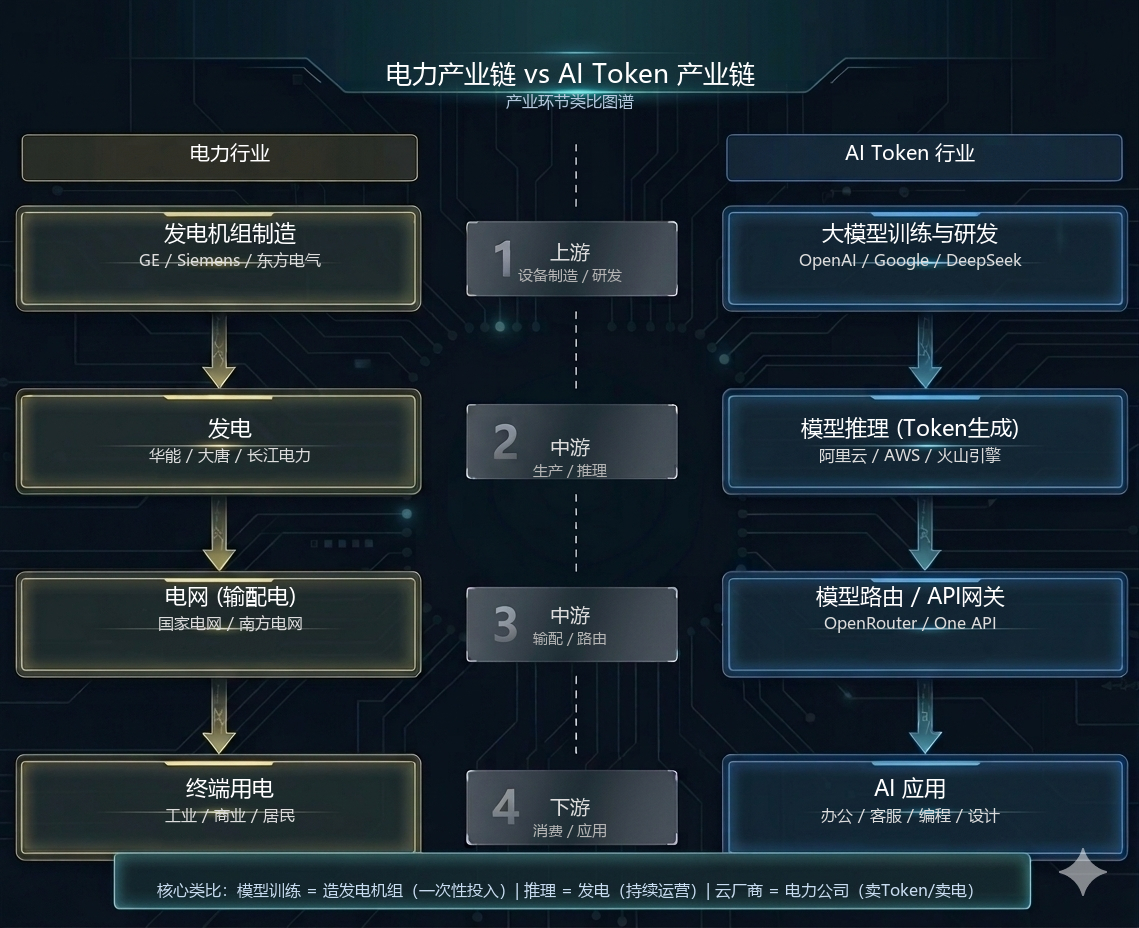 电力产业链 vs AI Token 产业链
产业环节类比图谱
电力行业
AI Token 行业
发电机组制造
GE / Siemens / 东方电气
1 上游
设备制造 / 研发
大模型训练与研发
OpenAI / Google / DeepSeek
发电
华能 / 大唐 / 长江电力
2 中游
生产 / 推理
模型推理 (Token生成)
阿里云 / AWS / 火山引擎
电网 (输配电)
国家电网 / 南方电网
3 中游
输配 / 路由
模型路由 / API网关
OpenRouter / One API
终端用电
工业 / 商业 / 居民
4 下游
消费 / 应用
AI 应用
办公 / 客服 / 编程 / 设计
核心类比：模型训练 = 造发电机组（一次性投入）| 推理 = 发电（持续运营）| 云厂商 = 电力公司（卖Token/卖电）